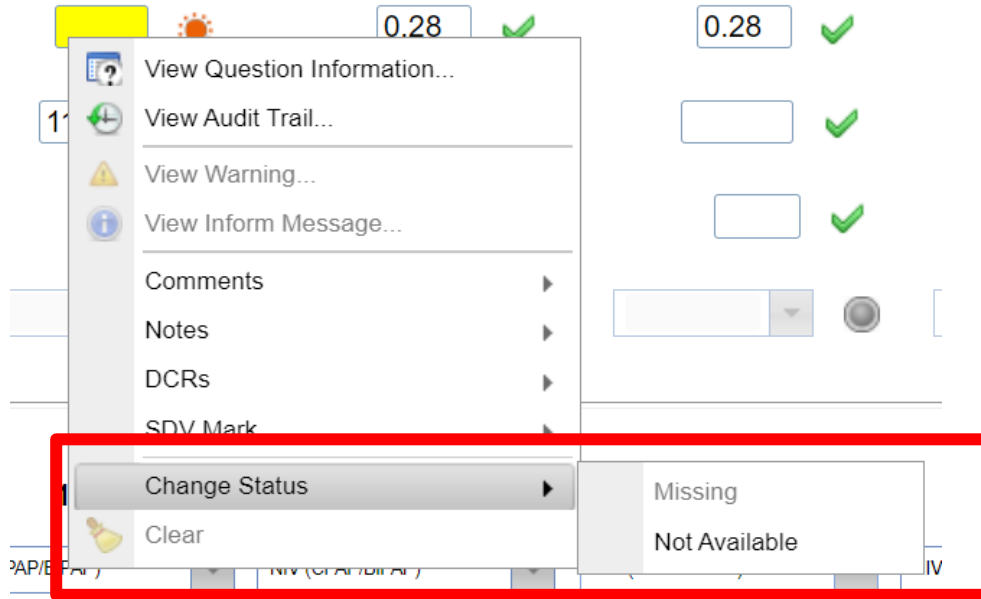 0.28
0.28
View Question Information...
View Audit Trail...
View Warning...
View Inform Message...
Comments
Notes
DCRs
SDV Mark
Change Status
Missing
Clear
Not Available